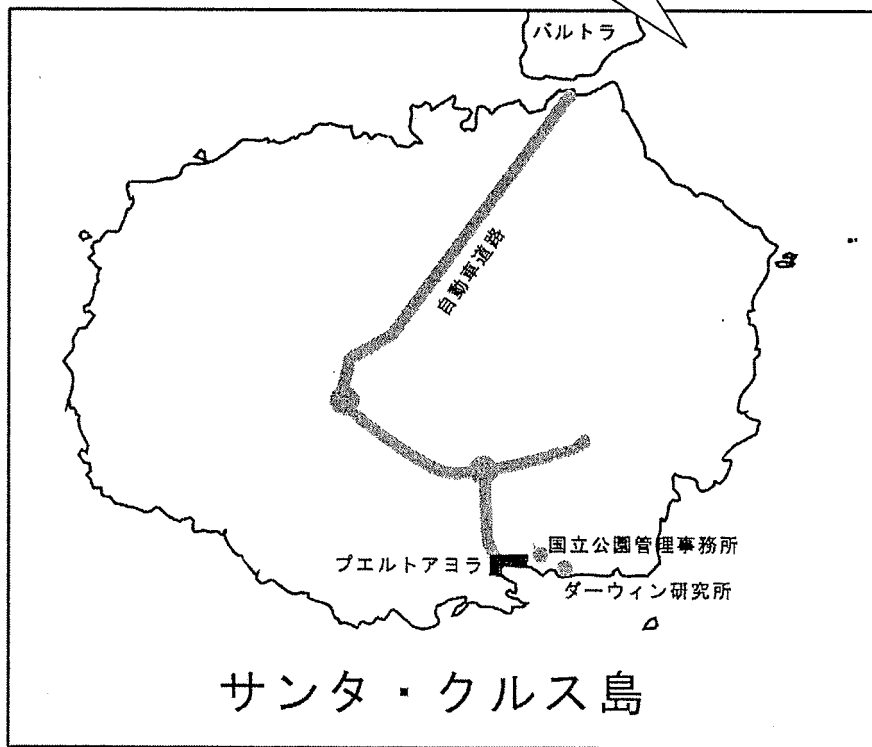 バルトラ
自動車道路
国立公園管理事務所
プエルトアヨラ
ダーウィン研究所
サンタ・クルス島